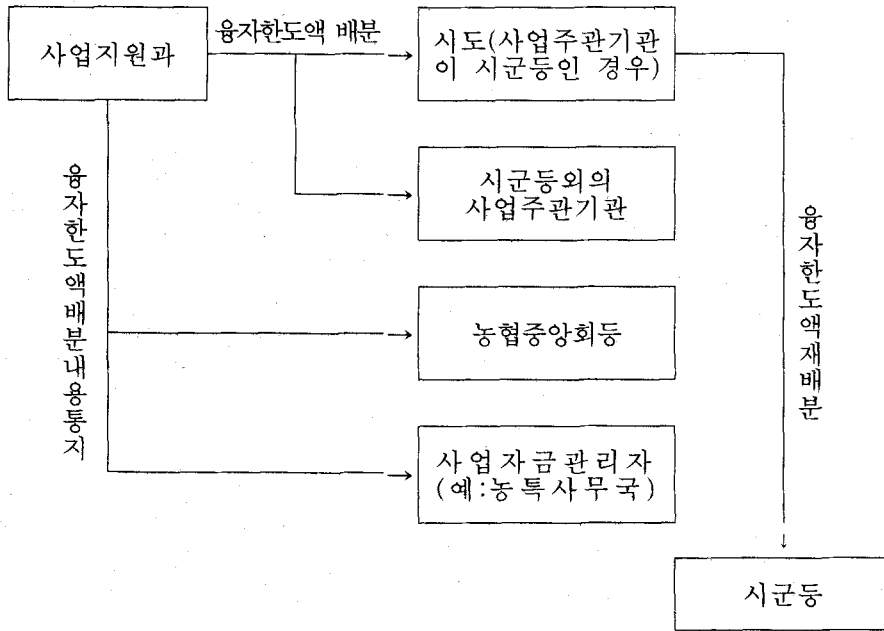 사업지원과
융자한도액 배분
시도(사업주관기관
이 시군등인 경우)
시군등외의
사업주관기관
융자한도액배분내용통지
융자한도액재배분
농협중앙회등
사업자금관리자
(예:농특사무국)
시군등